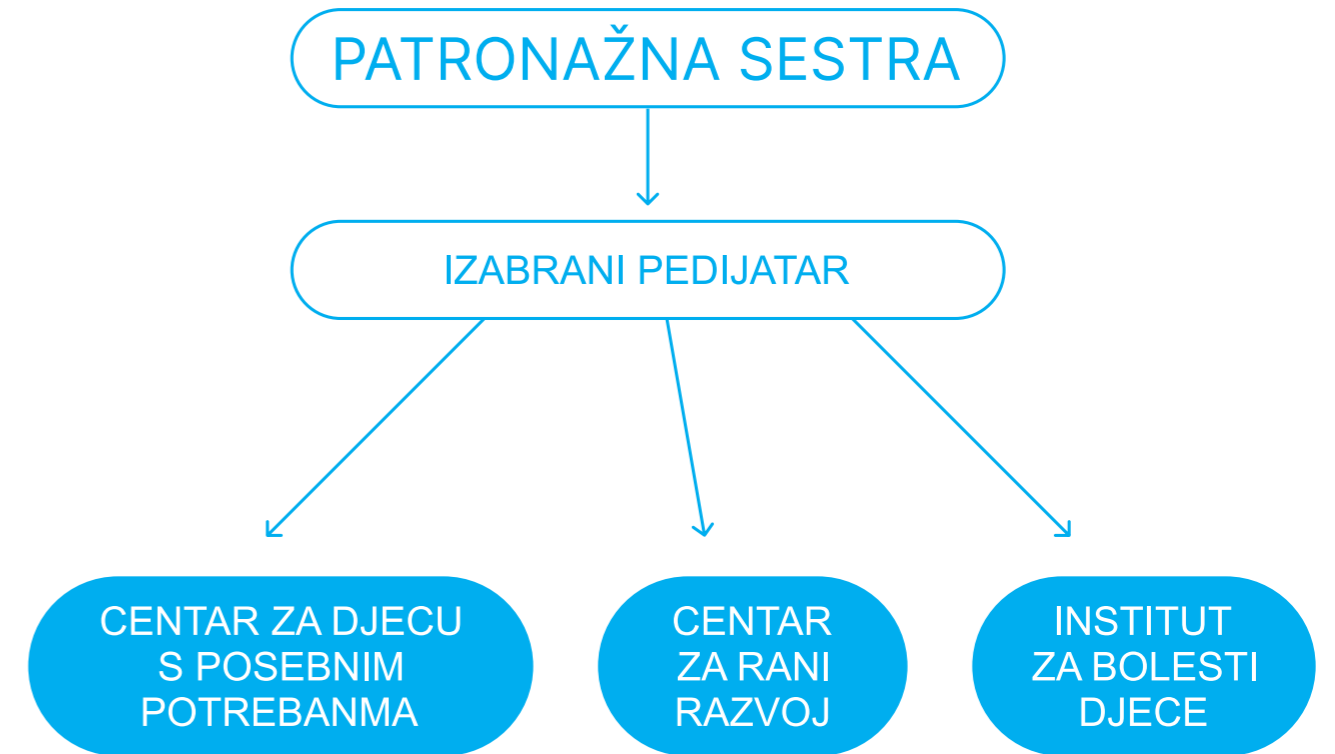 PATRONAŽNA SESTRA
IZABRANI PEDIJATAR
CENTAR ZA DJECU
S POSEBNIM
POTREBANMA
CENTAR
ZA RANI
RAZVOJ
INSTITUT
ZA BOLESTI
DJECE